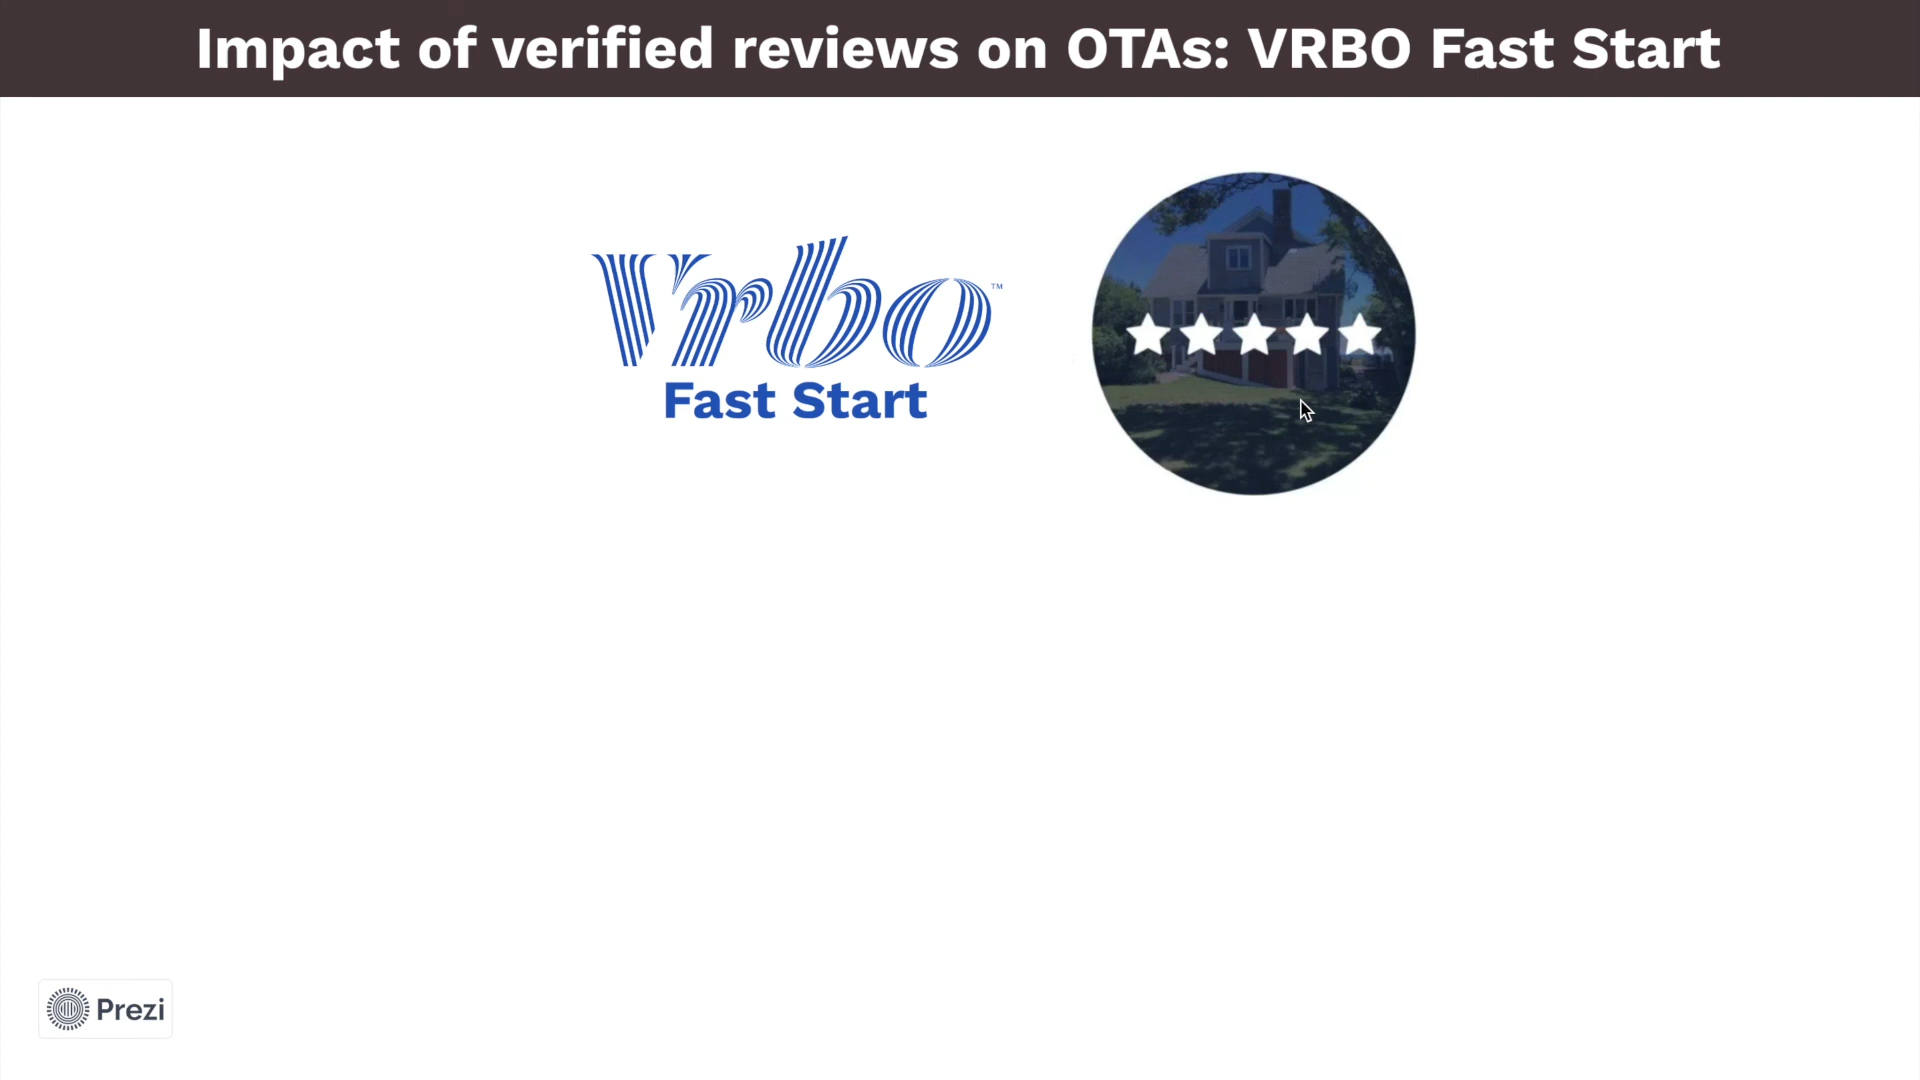 Impact of verified reviews on OTAs: VRBO Fast Start
Vrbo™
Fast Start
Prezi